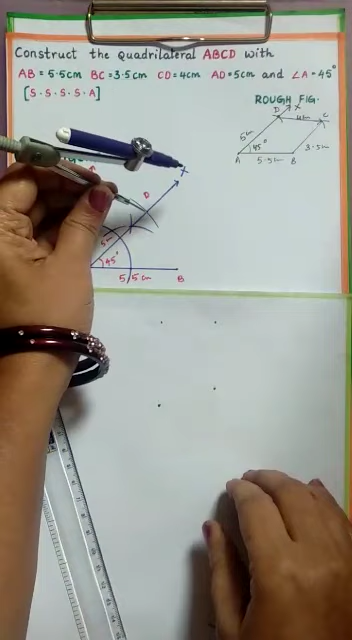 Construct the Quadrilateral ABCD with
AB = 5.5cm BC = 3.5cm CD = 4cm AD = 5cm and ∠A = 45°
[S.S.S.S.A]
ROUGH FIG.
D X C
4cm
5cm
3.5cm
45°
A 5.5cm B
X
D
45°
5.5cm B